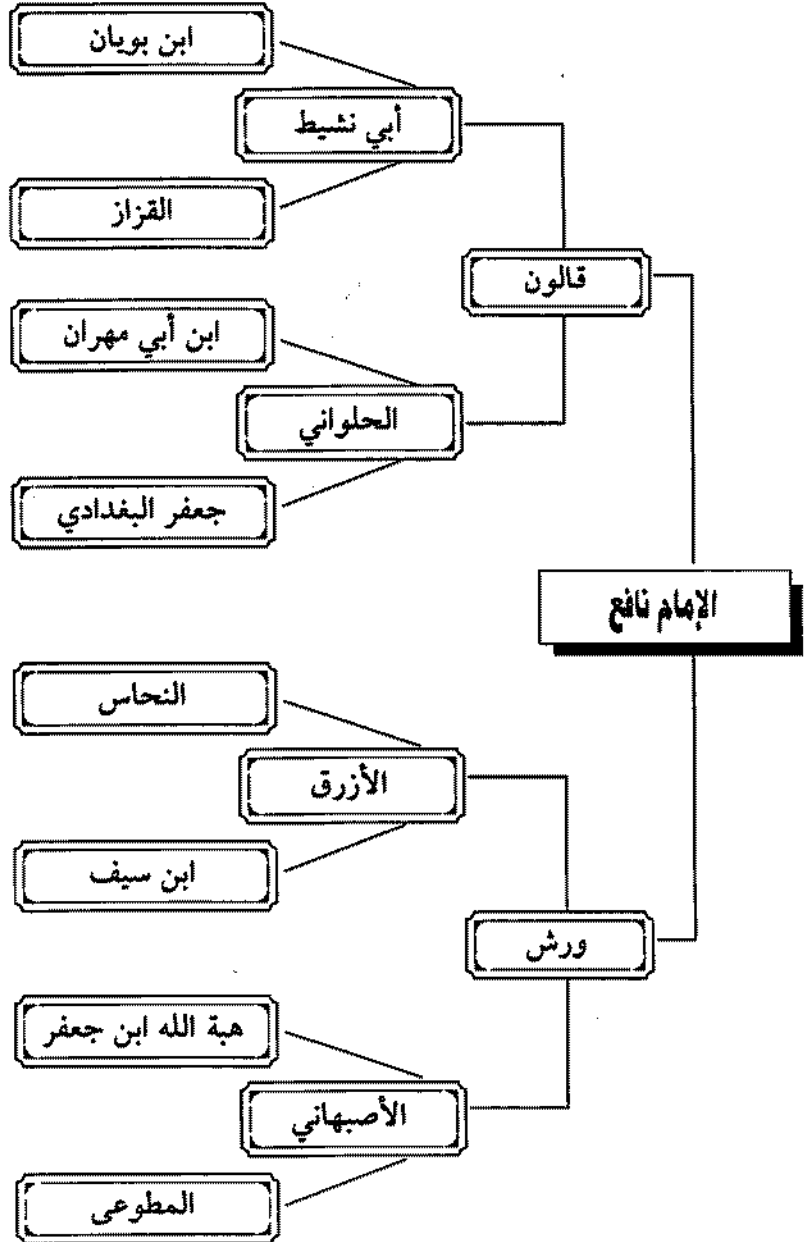 ابن بويان
أبي نشيط
القزاز
قالون
ابن أبي مهران
الحلواني
جعفر البغدادي
الإمام نافع
النحاس
الأزرق
ابن سيف
ورش
هبة الله ابن جعفر
الأصبهاني
المطوعى